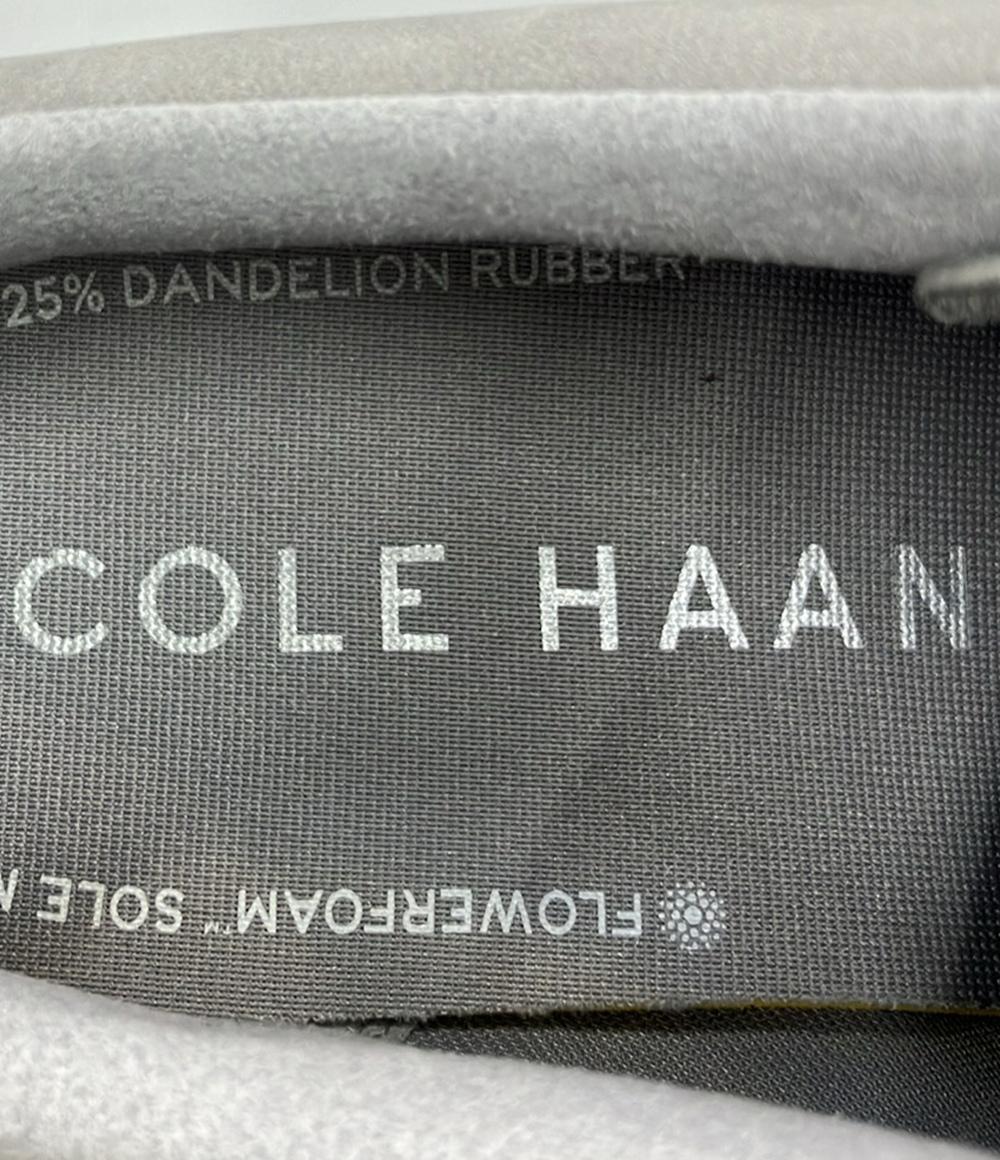 25% DANDELION RUBBER
COLE HAAN
FLOWERFOAM™ SOLE